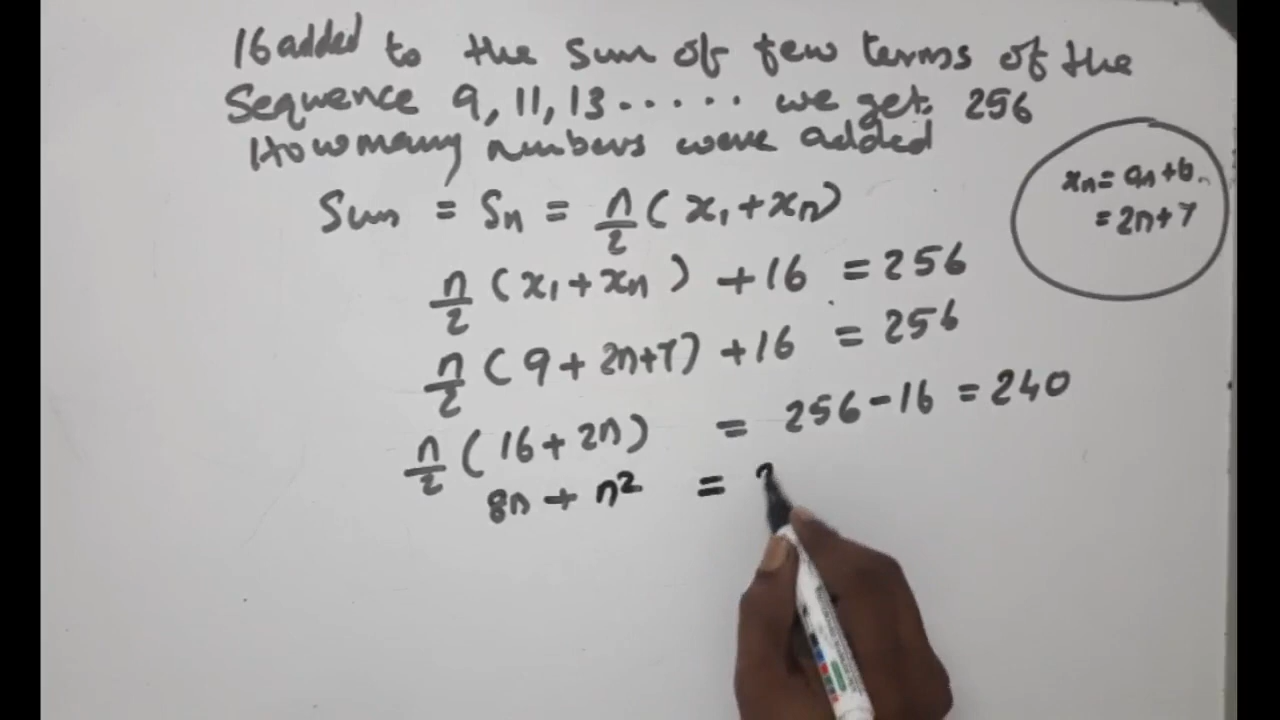 16 added to the sum of few terms of the
Sequence 9, 11, 13 ...... we get 256
How many numbers were added
Sum = Sn = n/2 ( x₁ + xn)
xn = an + b
= 2n + 7
n/2 ( x₁ + xn ) + 16 = 256
n/2 ( 9 + 2n + 7) + 16 = 256
n/2 ( 16 + 2n) = 256 - 16 = 240
8n + n² =